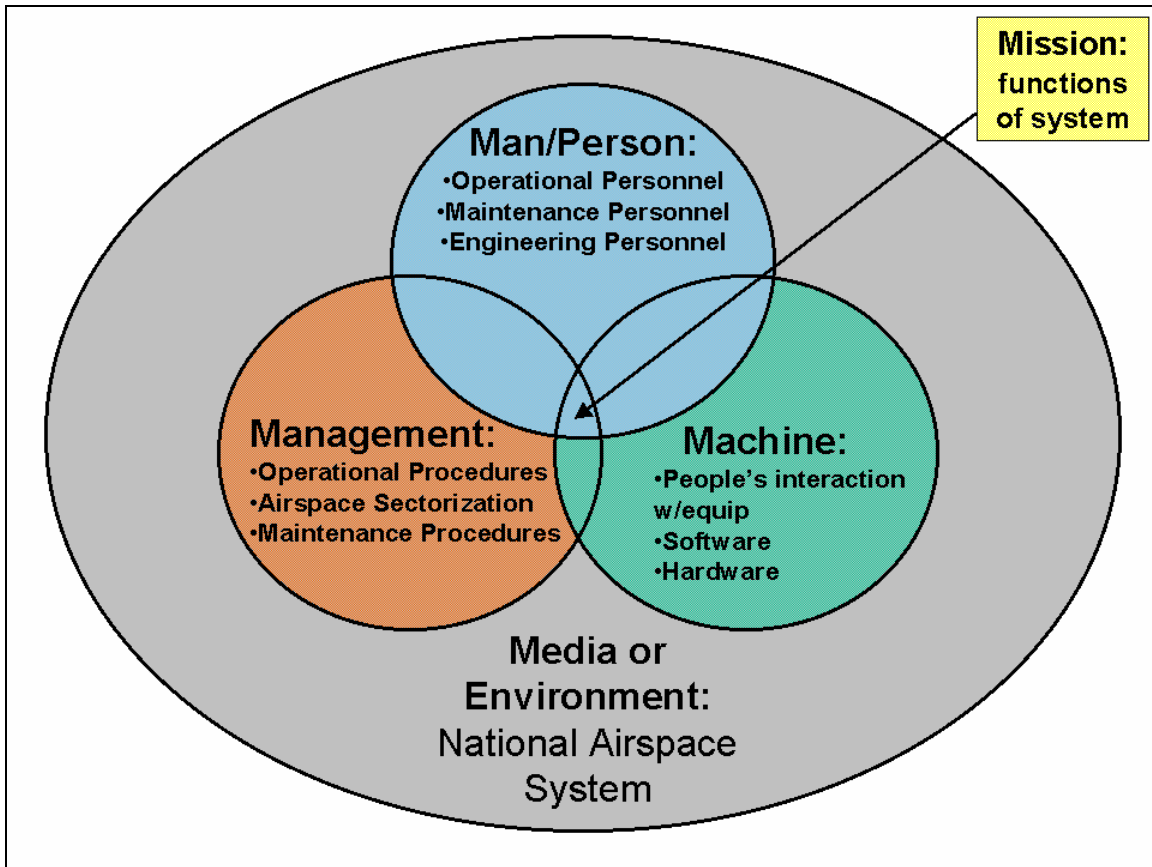 Mission:
functions
of system
Man/Person:
•Operational Personnel
•Maintenance Personnel
•Engineering Personnel
Management:
•Operational Procedures
•Airspace Sectorization
•Maintenance Procedures
Machine:
•People’s interaction
w/equip
•Software
•Hardware
Media or
Environment:
National Airspace
System